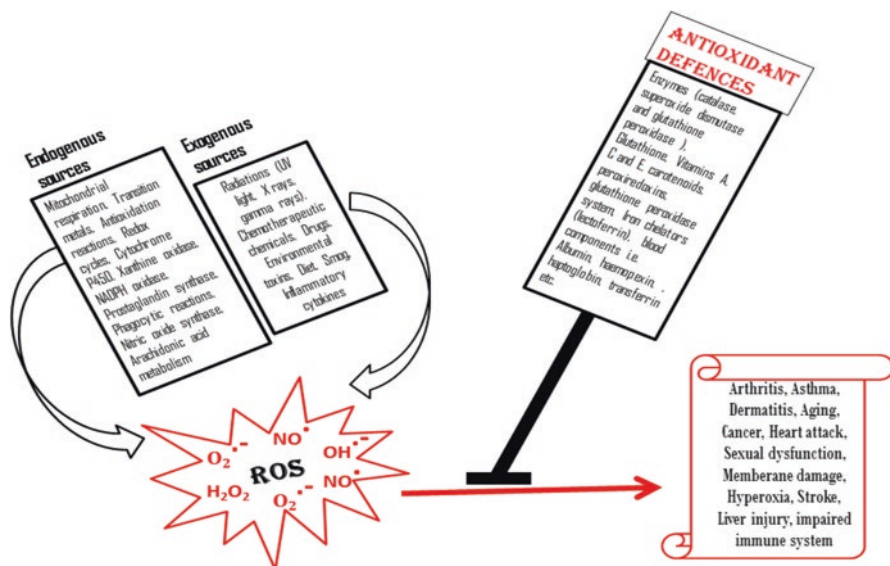 Endogenous
sources
Mitochondrial
respiration, Transition
metals, Antioxidation
reactions, Redox
cycles, Cytochrome
P450, Xanthine oxidase,
NADPH oxidase,
Prostaglandin synthase,
Phagocytic reactions,
Nitric oxide synthase,
Arachidonic acid
metabolism
Exogenous
sources
Radiations (UV
light, X rays,
gamma rays),
Chemotherapeutic
chemicals, Drugs,
Environmental
toxins, Diet, Smog,
Inflammatory
cytokines
ANTIOXIDANT
DEFENCES
Enzymes (catalase,
superoxide dismutase
and glutathione
peroxidase ),
Glutathione, Vitamins A,
C and E, carotenoids,
peroxiredoxins,
glutathione peroxidase
system, Iron chelators
(lectoferrin), blood
components i.e.
Albumin, haemopexin, ,
haptoglobin, transferrin
etc.
O₂•- NO• OH•-
ROS
H₂O₂ O₂•- NO•
Arthritis, Asthma,
Dermatitis, Aging,
Cancer, Heart attack,
Sexual dysfunction,
Memberane damage,
Hyperoxia, Stroke,
Liver injury, impaired
immune system